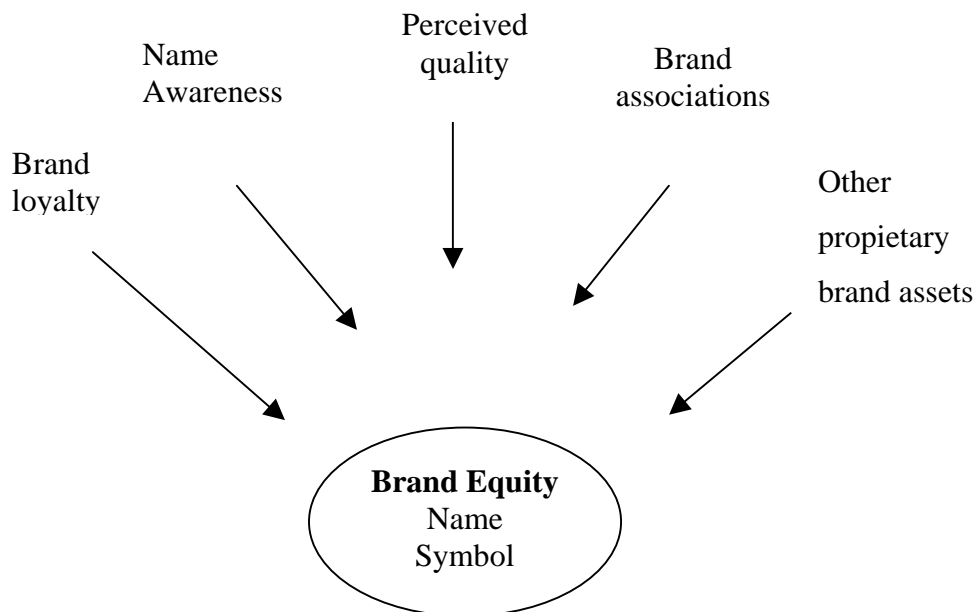 Brand
loyalty
Name
Awareness
Perceived
quality
Brand
associations
Other
propietary
brand assets
Brand Equity
Name
Symbol